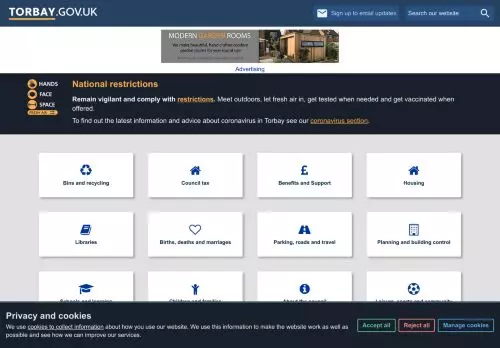 TORBAY.GOV.UK
Sign up to email updates
Search our website
MODERN GARDEN ROOMS
We make beautiful, hand crafted modern
garden rooms for year round use
Advertising
HANDS
FACE
SPACE
National restrictions
Remain vigilant and comply with restrictions. Meet outdoors, let fresh air in, get tested when needed and get vaccinated when
offered.
To find out the latest information and advice about coronavirus in Torbay see our coronavirus section.
Bins and recycling
Council tax
Benefits and Support
Housing
Libraries
Births, deaths and marriages
Parking, roads and travel
Planning and building control
Schools and learning
Children and families
About the council
Leisure, sports and community
Privacy and cookies
We use cookies to collect information about how you use our website. We use this information to make the website work as well as
possible and see how we can improve our services.
Accept all
Reject all
Manage cookies